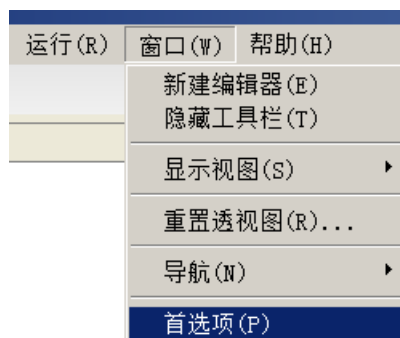 运行(R) 窗口(W) 帮助(H)
新建编辑器(E)
隐藏工具栏(T)
显示视图(S)
重置透视图(R)...
导航(N)
首选项(P)